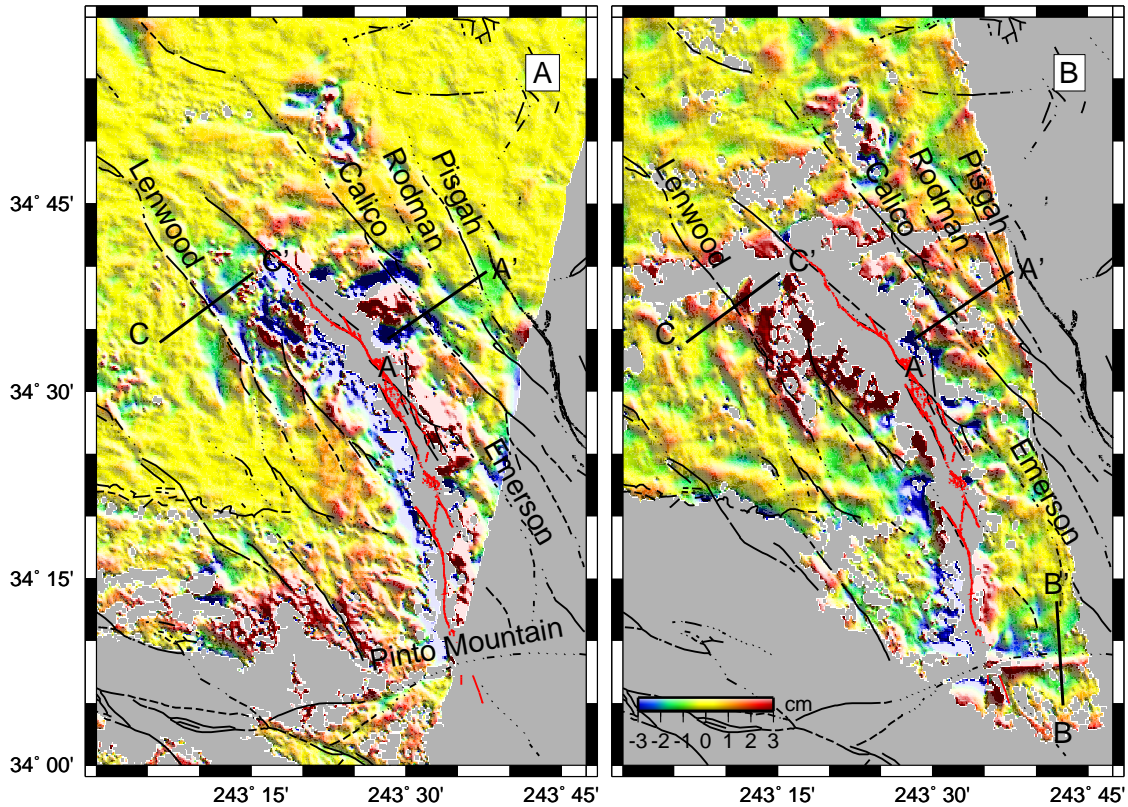 A
B
Lenwood
Calico
Rodman
Pisgah
Lenwood
Calico
Rodman
Pisgah
34° 45'
34° 30'
34° 15'
34° 00'
C
C'
A
A'
C
C'
A
A'
Emerson
Emerson
Pinto Mountain
B'
B
cm
-3 -2 -1 0 1 2 3
243° 15' 243° 30' 243° 45' 243° 15' 243° 30' 243° 45'